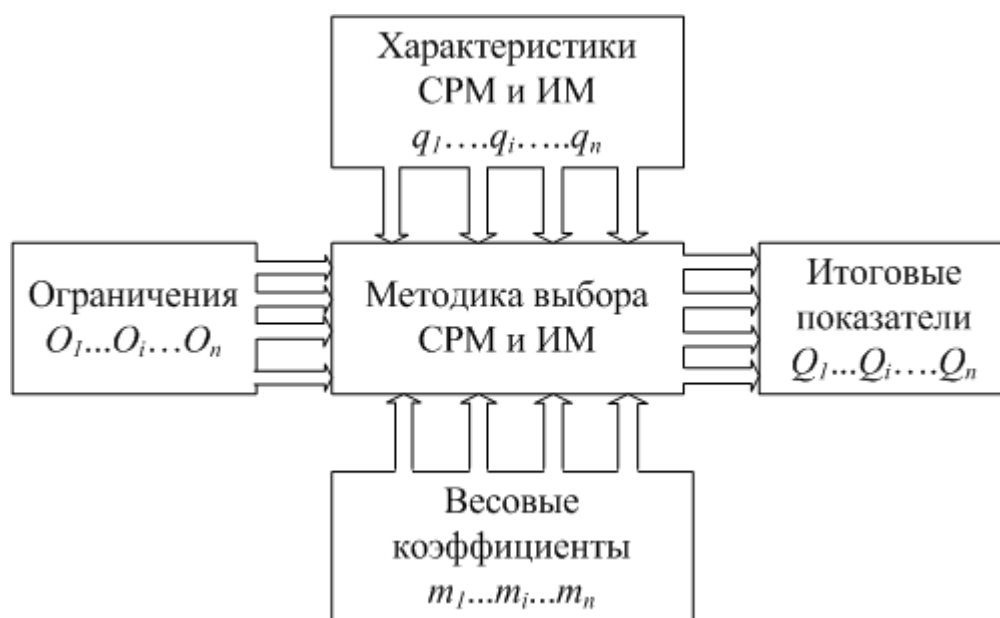 Характеристики
СРМ и ИМ
q₁….qᵢ…..qₙ
Ограничения
O₁...Oᵢ…Oₙ
Методика выбора
СРМ и ИМ
Итоговые
показатели
Q₁...Qᵢ….Qₙ
Весовые
коэффициенты
m₁...mᵢ...mₙ